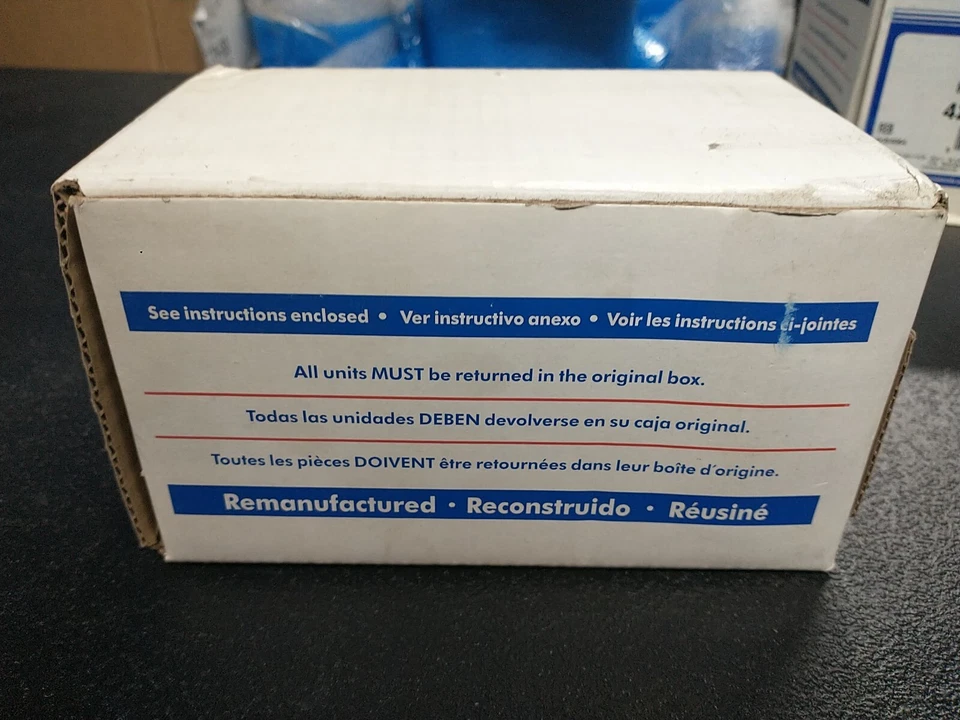 See instructions enclosed • Ver instructivo anexo • Voir les instructions ci-jointes
All units MUST be returned in the original box.
Todas las unidades DEBEN devolverse en su caja original.
Toutes les pièces DOIVENT être retournées dans leur boîte d'origine.
Remanufactured • Reconstruido • Réusiné